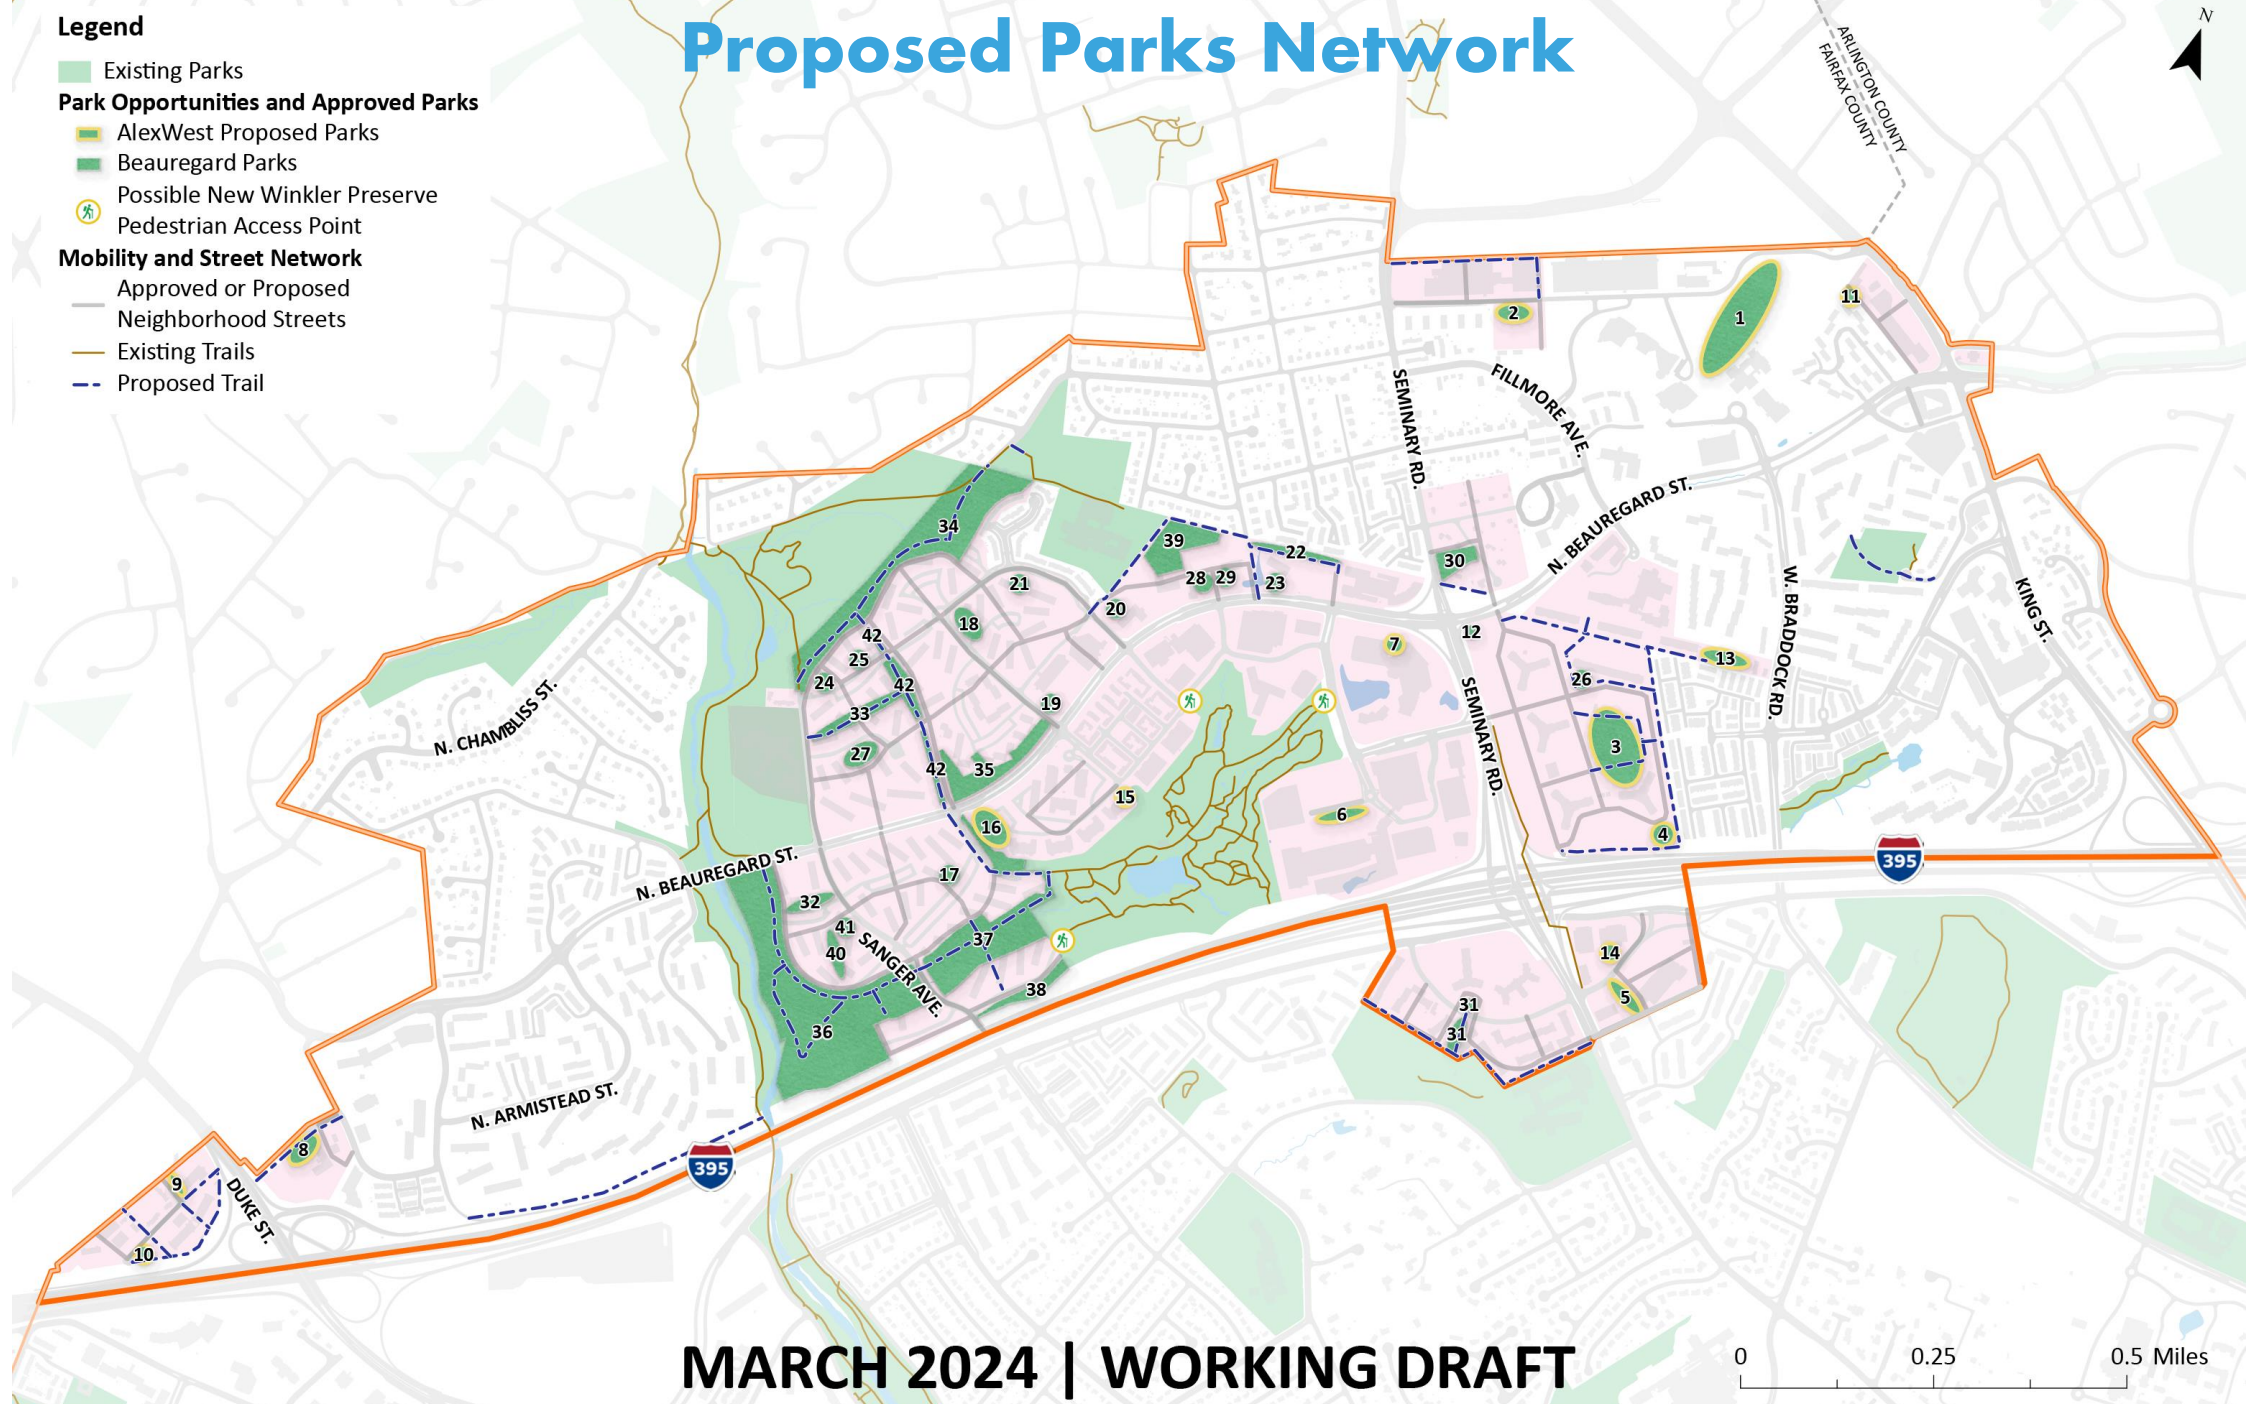 Proposed Parks Network
Legend
Existing Parks
Park Opportunities and Approved Parks
AlexWest Proposed Parks
Beauregard Parks
Possible New Winkler Preserve
Pedestrian Access Point
Mobility and Street Network
Approved or Proposed
Neighborhood Streets
Existing Trails
Proposed Trail
N
ARLINGTON COUNTY
FAIRFAX COUNTY
1
2
11
SEMINARY RD.
FILLMORE AVE.
N. BEAUREGARD ST.
34
39
22
28
29
23
21
20
30
18
42
25
24
42
33
27
42
35
19
7
12
13
26
3
W. BRADDOCK RD.
KING ST.
SEMINARY RD.
N. CHAMBLISS ST.
15
16
6
4
395
N. BEAUREGARD ST.
17
32
41
40
SANGER AVE.
37
38
36
14
5
31
31
N. ARMISTEAD ST.
395
8
9
10
DUKE ST.
MARCH 2024 | WORKING DRAFT
0
0.25
0.5 Miles